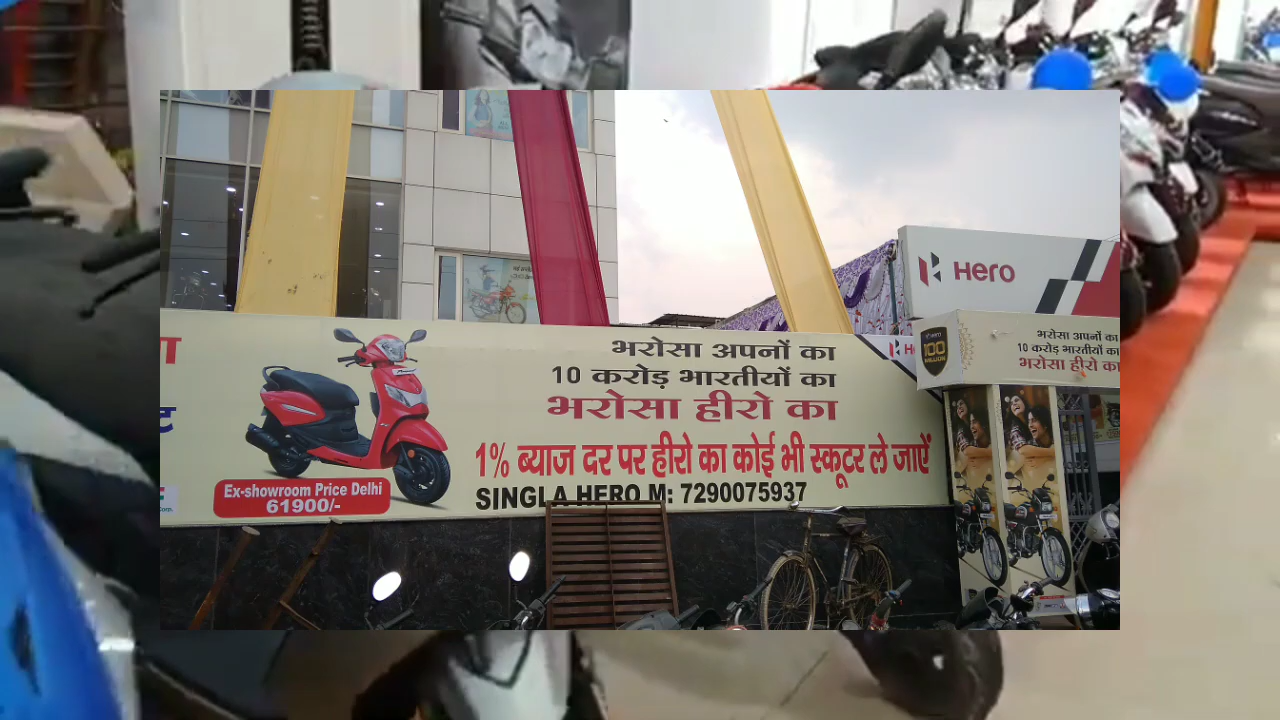 Hero
भरोसा अपनों का
10 करोड़ भारतीयों का
भरोसा हीरो का
1% ब्याज दर पर हीरो का कोई भी स्कूटर ले जाऐं
SINGLA HERO M: 7290075937
Ex-showroom Price Delhi
61900/-
100
भरोसा अपनों का
10 करोड़ भारतीयों का
भरोसा हीरो का